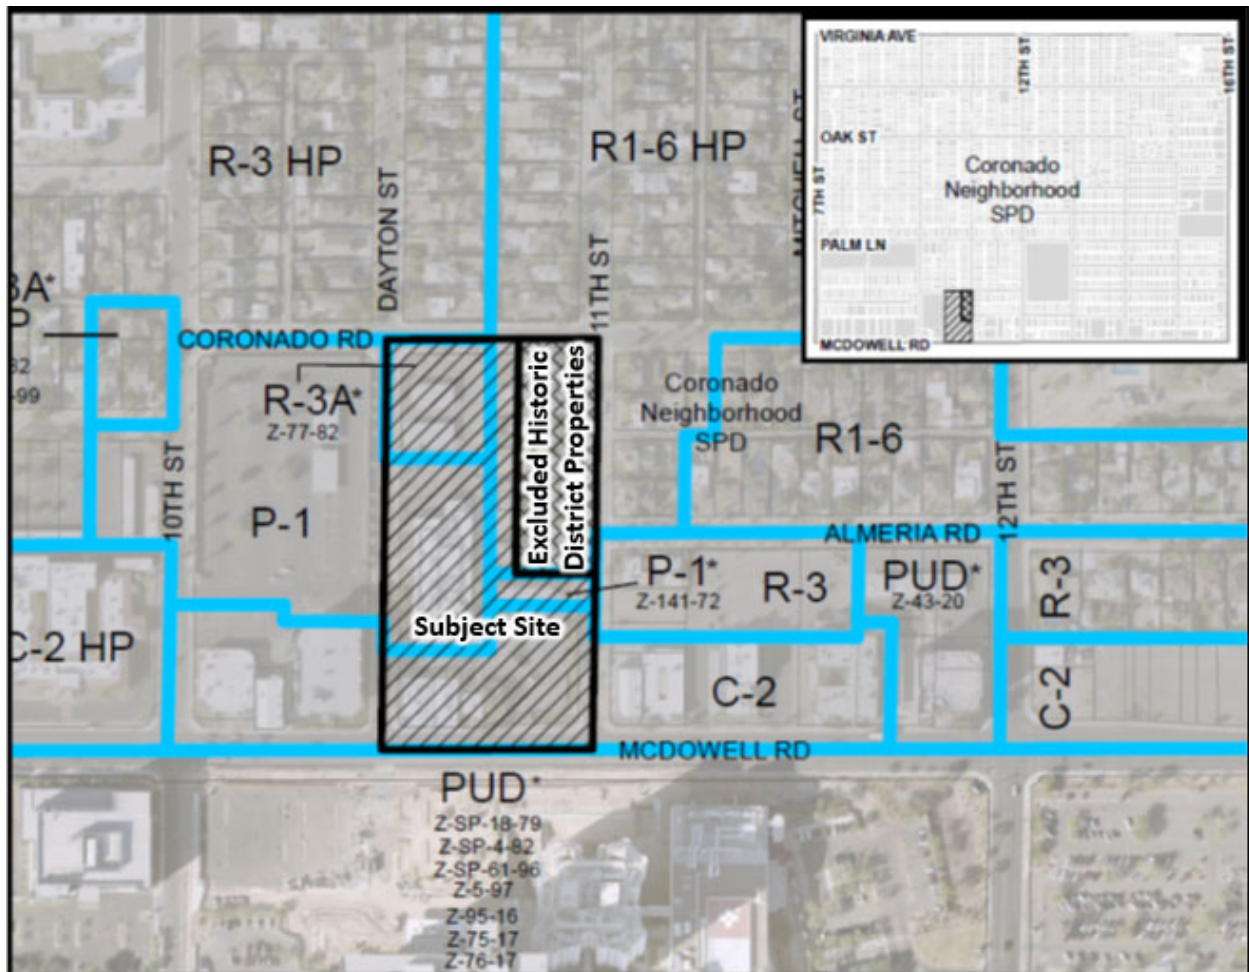 VIRGINIA AVE
12TH ST
16TH ST
OAK ST
Coronado
Neighborhood
SPD
7TH ST
PALM LN
MCDOWELL RD
R-3 HP
R1-6 HP
DAYTON ST
11TH ST
MITCHELL ST
3A*
P
82
-99
CORONADO RD
R-3A*
Z-77-82
Excluded Historic
District Properties
Coronado
Neighborhood
SPD
R1-6
10TH ST
12TH ST
P-1
ALMERIA RD
P-1*
Z-141-72
R-3
PUD*
Z-43-20
R-3
Subject Site
C-2 HP
C-2
C-2
MCDOWELL RD
PUD*
Z-SP-18-79
Z-SP-4-82
Z-SP-61-96
Z-5-97
Z-95-16
Z-75-17
Z-76-17